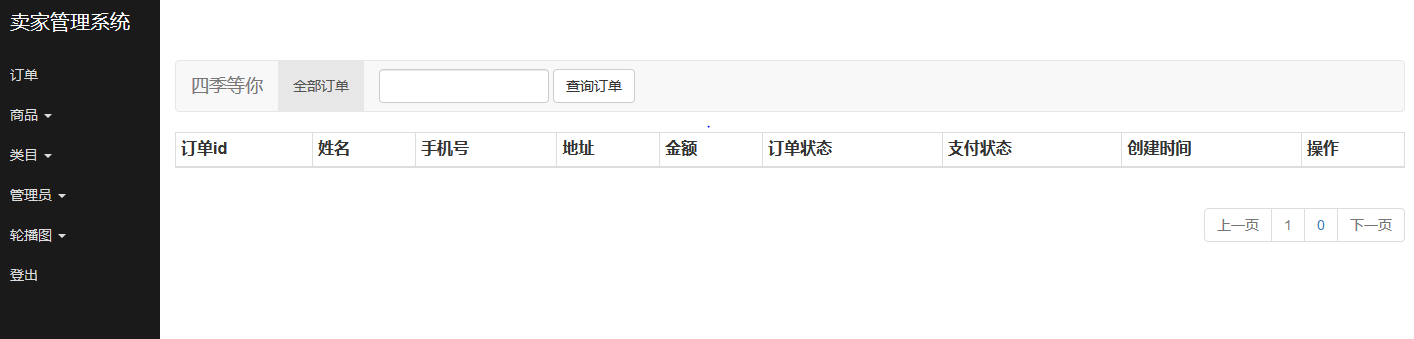 卖家管理系统
订单
商品
类目
管理员
轮播图
登出
四季等你 全部订单 查询订单
订单id 姓名 手机号 地址 金额 订单状态 支付状态 创建时间 操作
上一页 1 0 下一页